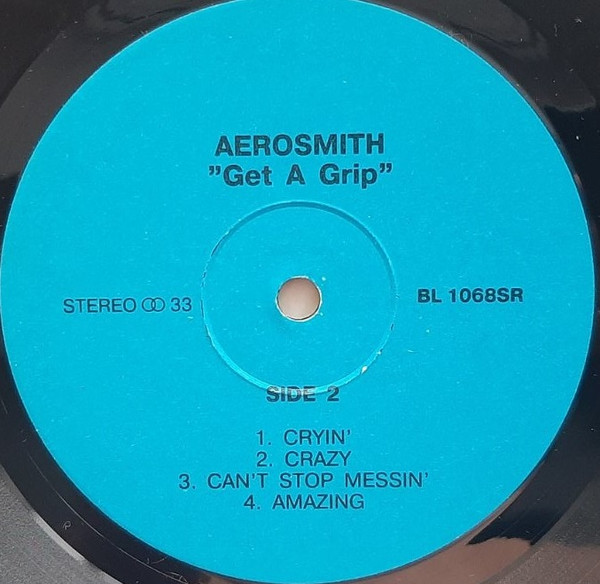 AEROSMITH
”Get A Grip”
STEREO ꝏ 33
BL 1068SR
SIDE 2
1. CRYIN'
2. CRAZY
3. CAN'T STOP MESSIN'
4. AMAZING